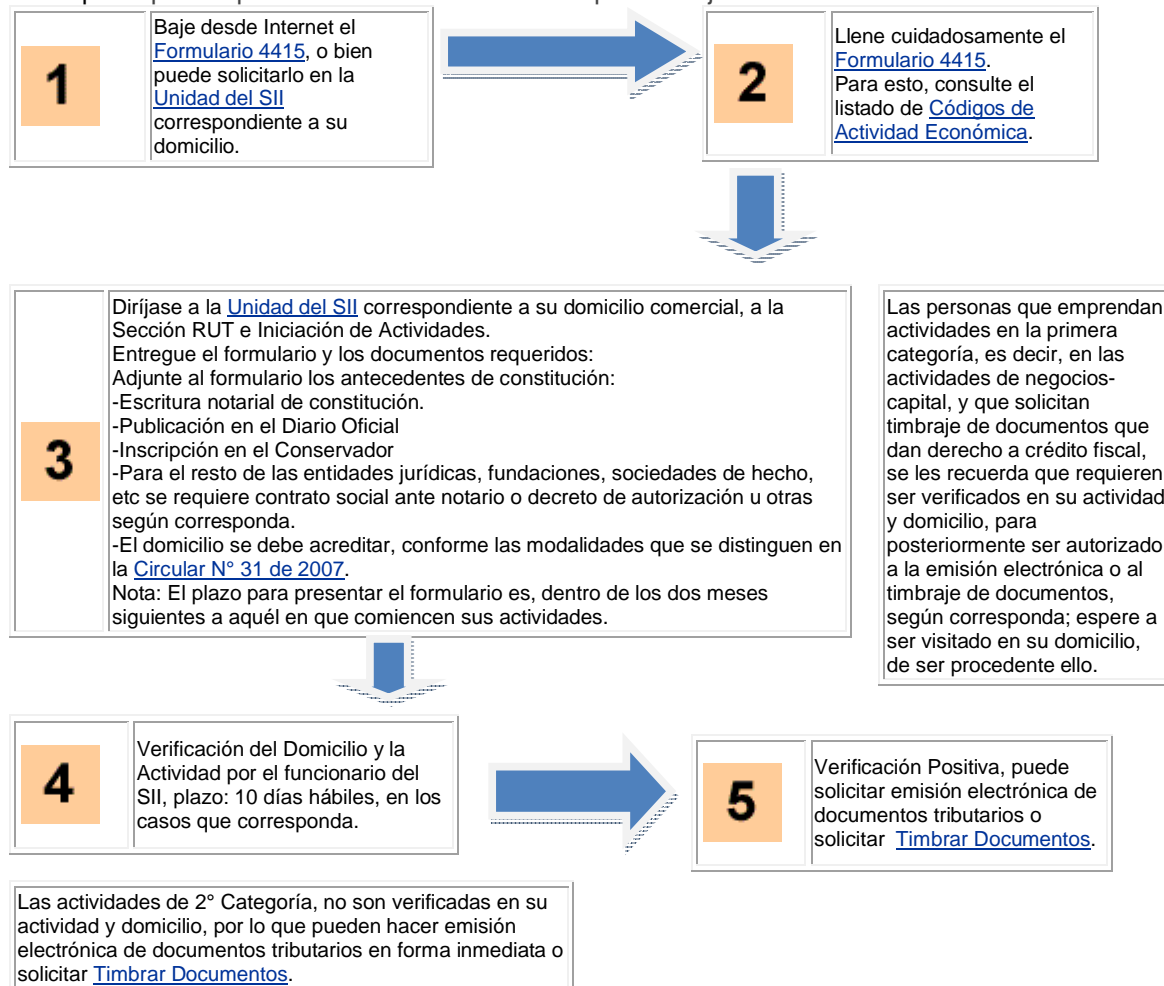 1
Baje desde Internet el
Formulario 4415, o bien
puede solicitarlo en la
Unidad del SII
correspondiente a su
domicilio.
2
Llene cuidadosamente el
Formulario 4415.
Para esto, consulte el
listado de Códigos de
Actividad Económica.
3
Diríjase a la Unidad del SII correspondiente a su domicilio comercial, a la
Sección RUT e Iniciación de Actividades.
Entregue el formulario y los documentos requeridos:
Adjunte al formulario los antecedentes de constitución:
-Escritura notarial de constitución.
-Publicación en el Diario Oficial
-Inscripción en el Conservador
-Para el resto de las entidades jurídicas, fundaciones, sociedades de hecho,
etc se requiere contrato social ante notario o decreto de autorización u otras
según corresponda.
-El domicilio se debe acreditar, conforme las modalidades que se distinguen en
la Circular N° 31 de 2007.
Nota: El plazo para presentar el formulario es, dentro de los dos meses
siguientes a aquél en que comiencen sus actividades.
Las personas que emprendan
actividades en la primera
categoría, es decir, en las
actividades de negocios-
capital, y que solicitan
timbraje de documentos que
dan derecho a crédito fiscal,
se les recuerda que requieren
ser verificados en su actividad
y domicilio, para
posteriormente ser autorizado
a la emisión electrónica o al
timbraje de documentos,
según corresponda; espere a
ser visitado en su domicilio,
de ser procedente ello.
4
Verificación del Domicilio y la
Actividad por el funcionario del
SII, plazo: 10 días hábiles, en los
casos que corresponda.
5
Verificación Positiva, puede
solicitar emisión electrónica de
documentos tributarios o
solicitar Timbrar Documentos.
Las actividades de 2° Categoría, no son verificadas en su
actividad y domicilio, por lo que pueden hacer emisión
electrónica de documentos tributarios en forma inmediata o
solicitar Timbrar Documentos.